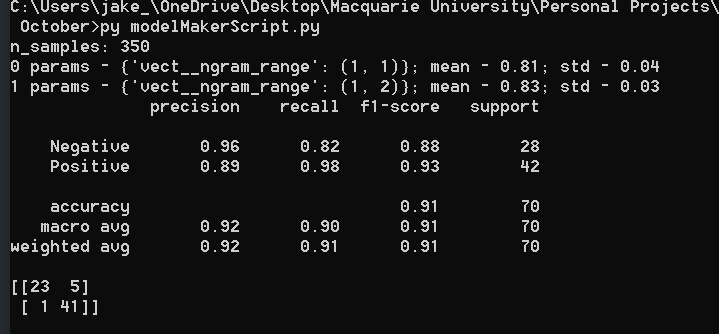 C:\Users\jake_\OneDrive\Desktop\Macquarie University\Personal Projects\
October>py modelMakerScript.py
n_samples: 350
0 params - {'vect__ngram_range': (1, 1)}; mean - 0.81; std - 0.04
1 params - {'vect__ngram_range': (1, 2)}; mean - 0.83; std - 0.03
precision recall f1-score support
Negative 0.96 0.82 0.88 28
Positive 0.89 0.98 0.93 42
accuracy 0.91 70
macro avg 0.92 0.90 0.91 70
weighted avg 0.92 0.91 0.91 70
[[23 5]
[ 1 41]]